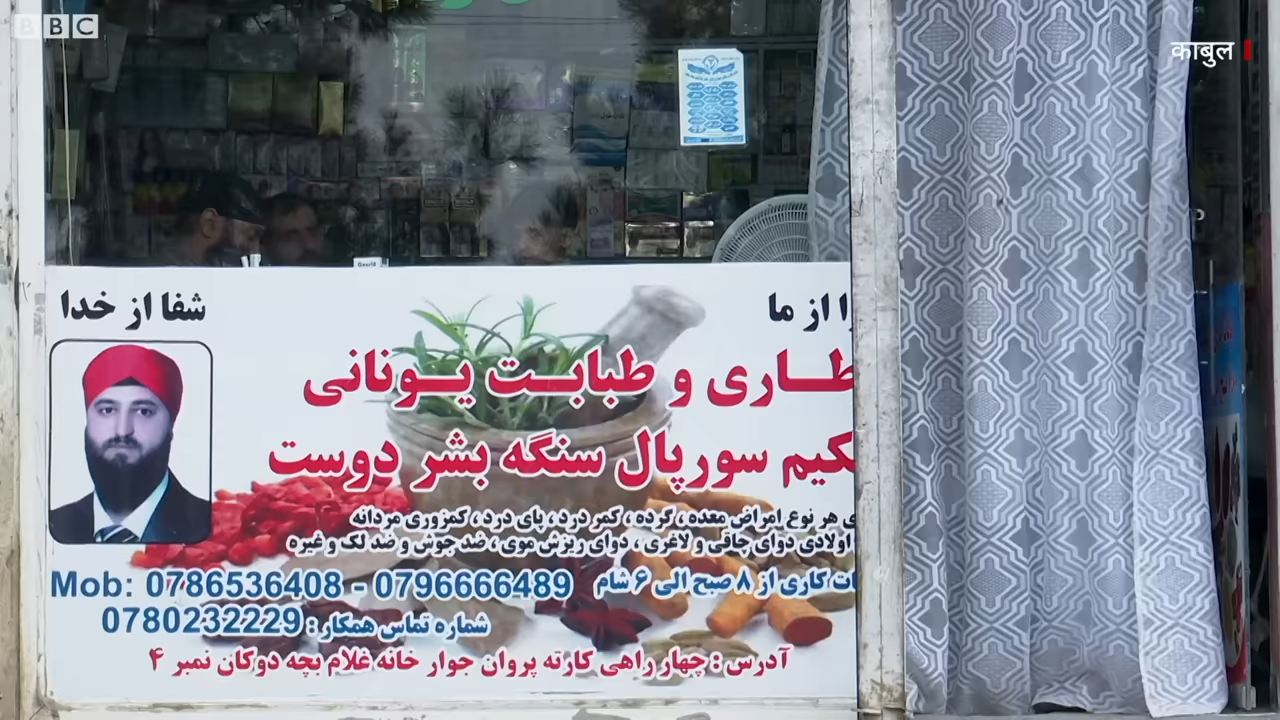 BBC
काबुल
شفا از خدا
از ما
و طبابت یونانی
سورپال سنگه بشر دوست
هر نوع امراض معده ، گرده ، کمر درد ، پای درد ، کمزوری مردانه
اولادی دوای چاقی و لاغری ، دوای ریزش موی ، ضد جوش و ضد لک و غیره
کاری از ۸ صبح الی ۶ شام
Mob: 0786536408 - 0796666489
شماره تماس همکار : 0780232229
آدرس : چهار راهی کارته پروان جوار خانه غلام بچه دوکان نمبر ۴